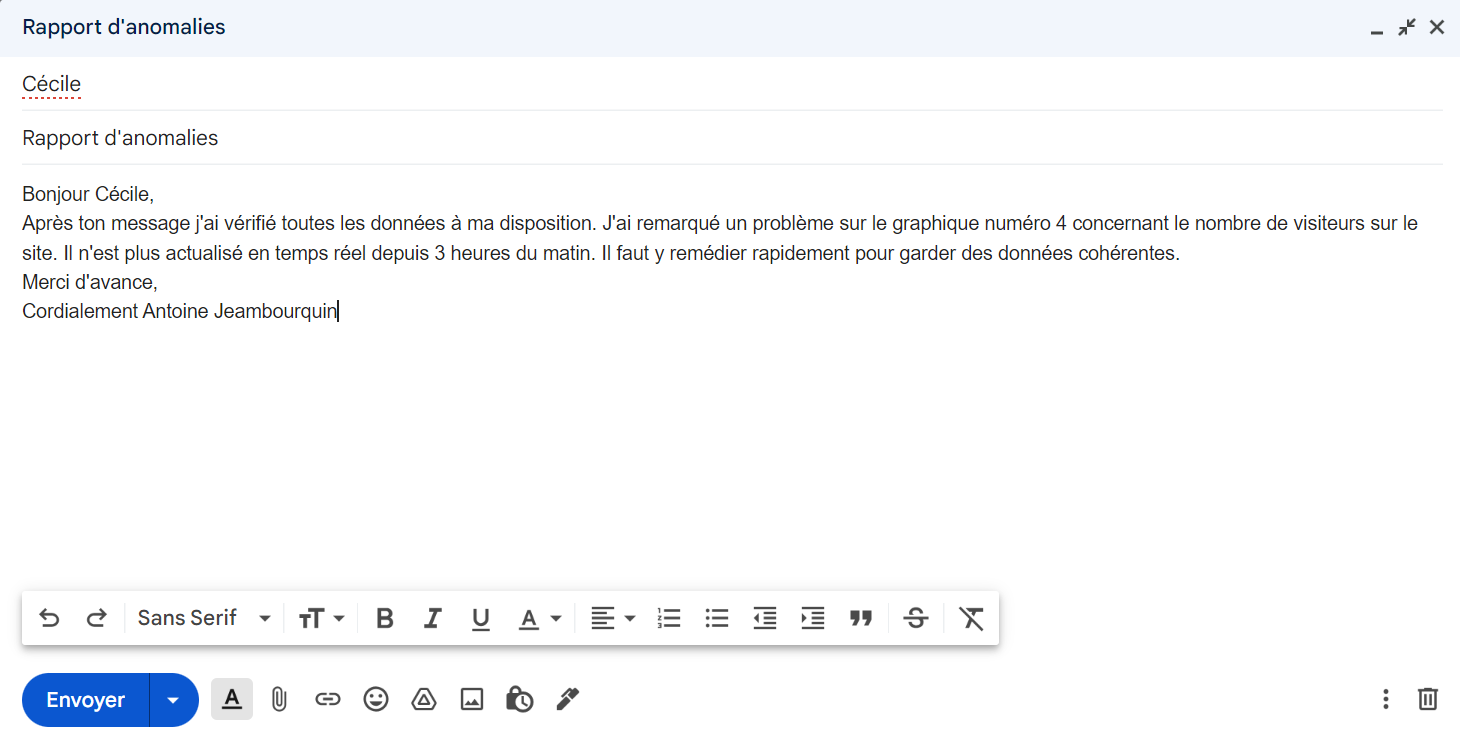 Rapport d'anomalies
Cécile
Rapport d'anomalies
Bonjour Cécile,
Après ton message j'ai vérifié toutes les données à ma disposition. J'ai remarqué un problème sur le graphique numéro 4 concernant le nombre de visiteurs sur le
site. Il n'est plus actualisé en temps réel depuis 3 heures du matin. Il faut y remédier rapidement pour garder des données cohérentes.
Merci d'avance,
Cordialement Antoine Jeambourquin
Sans Serif
Envoyer